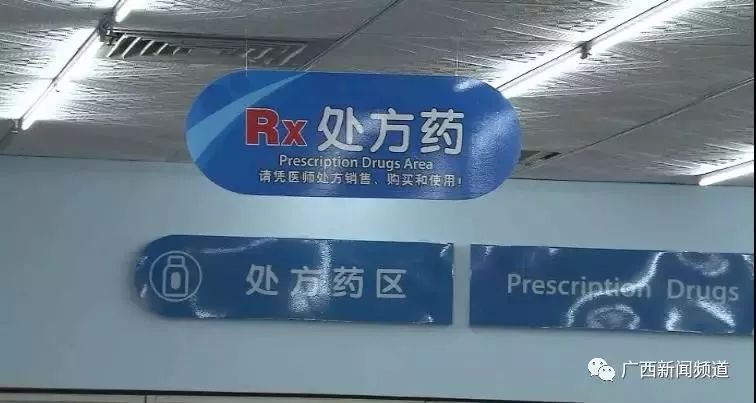 Rx 处方药
Prescription Drugs Area
请凭医师处方销售、购买和使用!
处方药区
Prescription Drugs
广西新闻频道